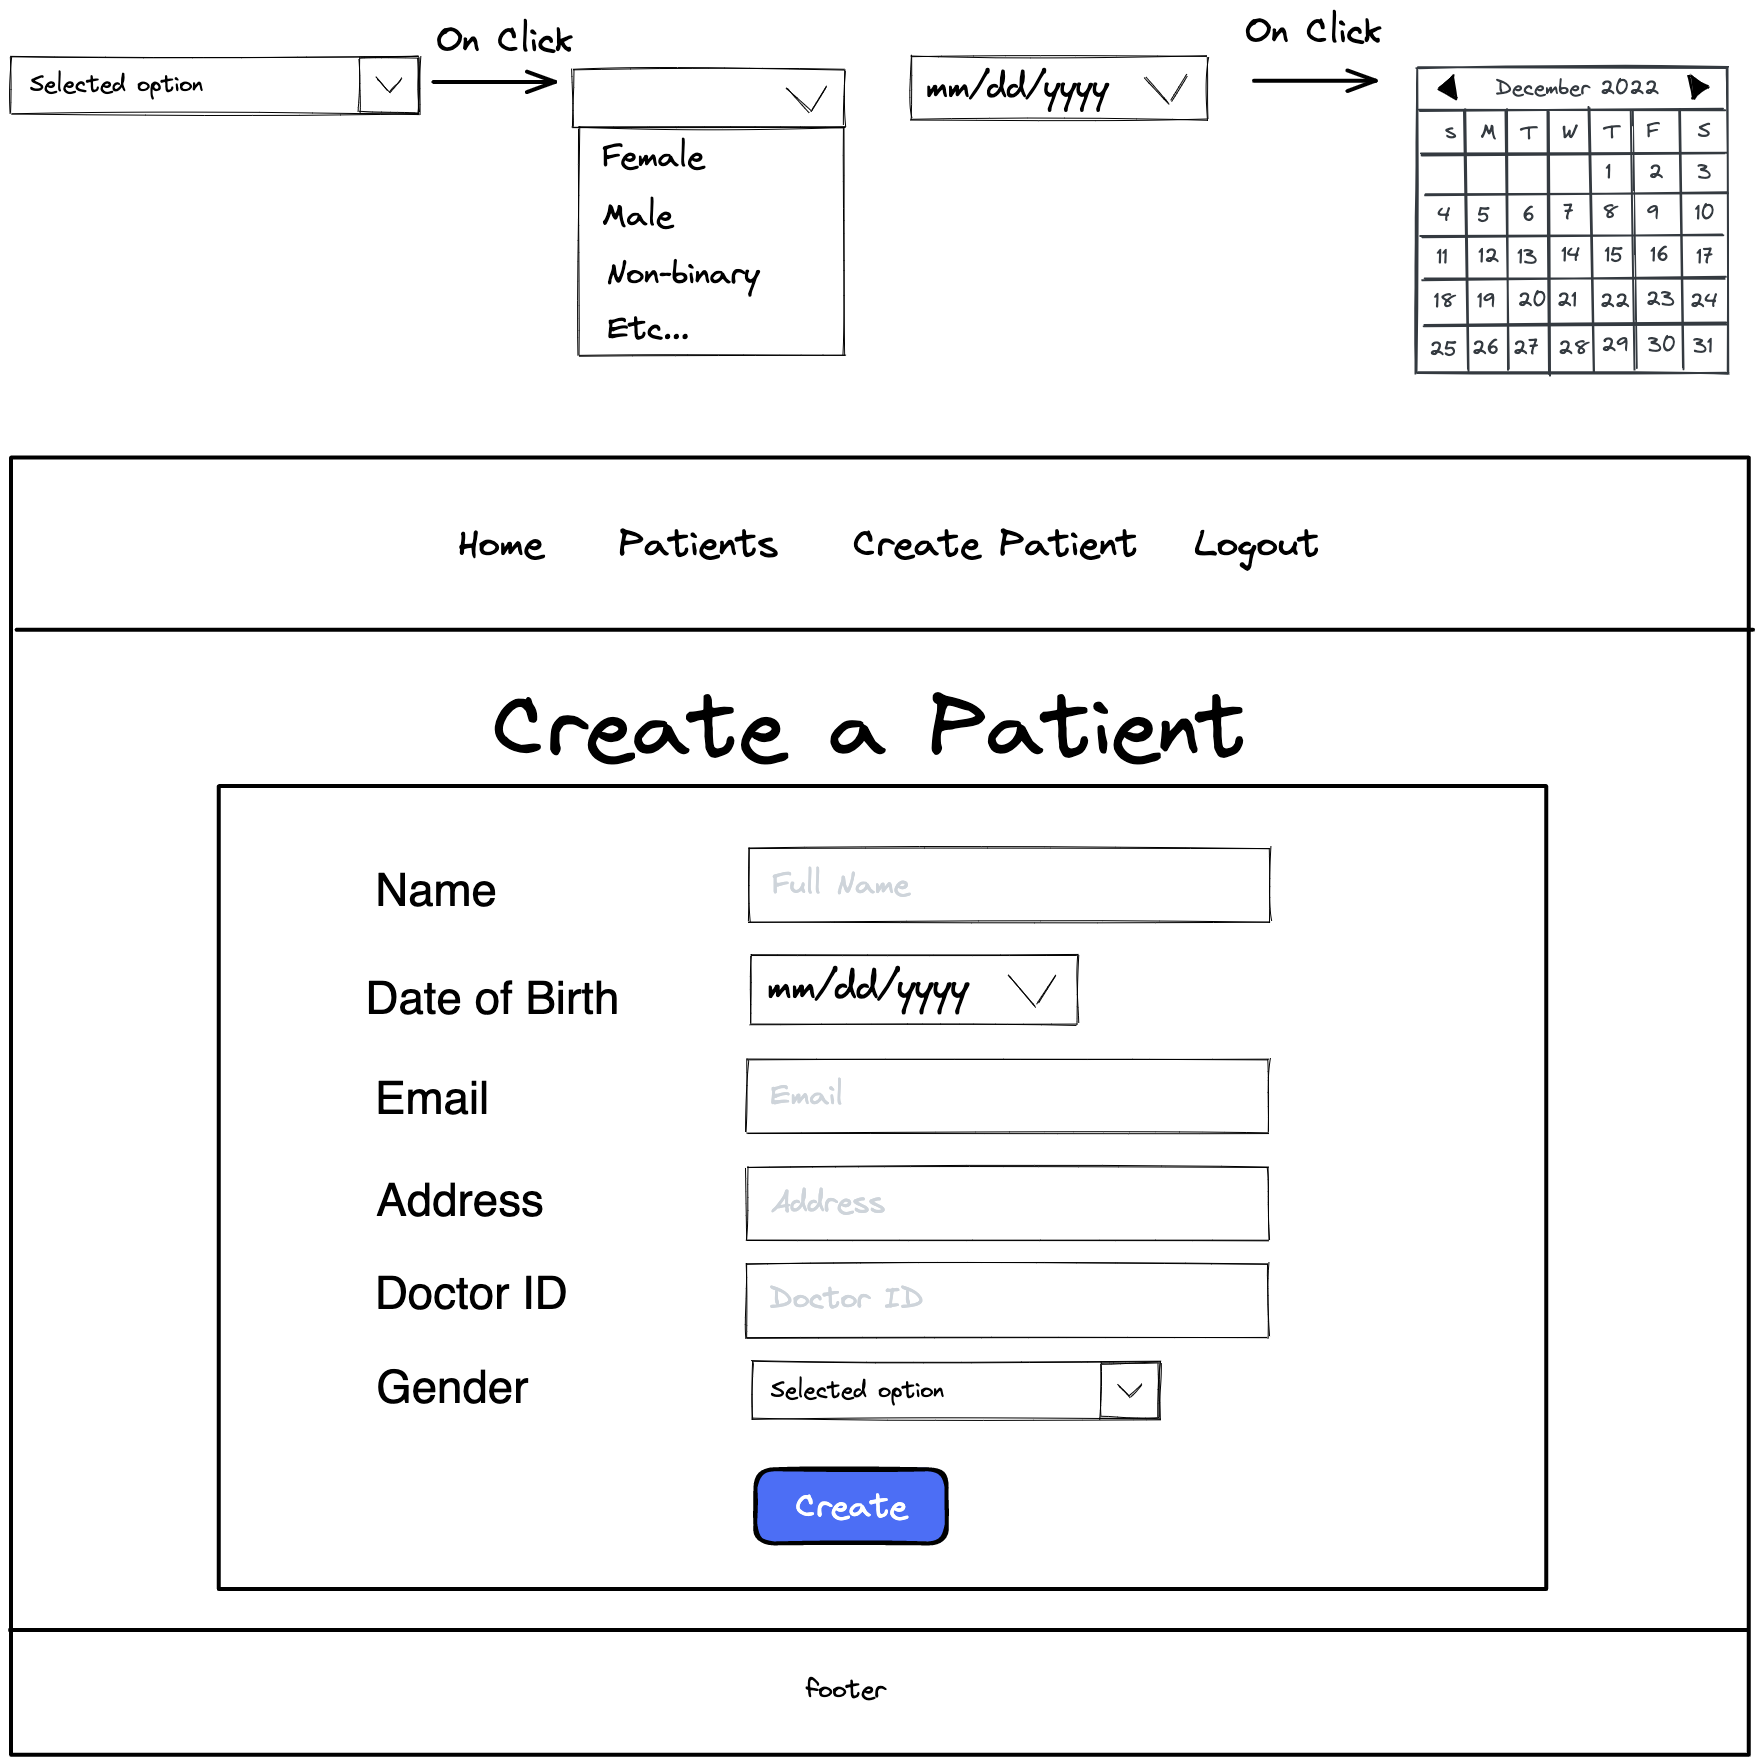 On Click
On Click
Selected option
mm/dd/yyyy
Female
Male
Non-binary
Etc...
December 2022
S M T W T F S
1 2 3
4 5 6 7 8 9 10
11 12 13 14 15 16 17
18 19 20 21 22 23 24
25 26 27 28 29 30 31
Home Patients Create Patient Logout
Create a Patient
Name Full Name
Date of Birth mm/dd/yyyy
Email Email
Address Address
Doctor ID Doctor ID
Gender Selected option
Create
footer